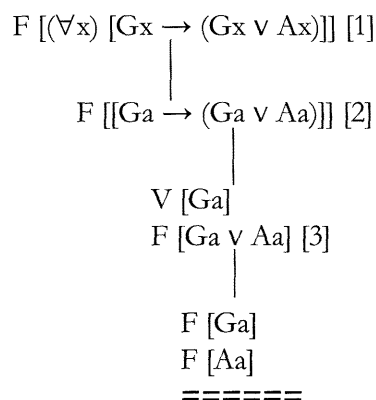 F [(∀x) [Gx → (Gx v Ax)]] [1]
F [[Ga → (Ga v Aa)]] [2]
V [Ga]
F [Ga v Aa] [3]
F [Ga]
F [Aa]
======